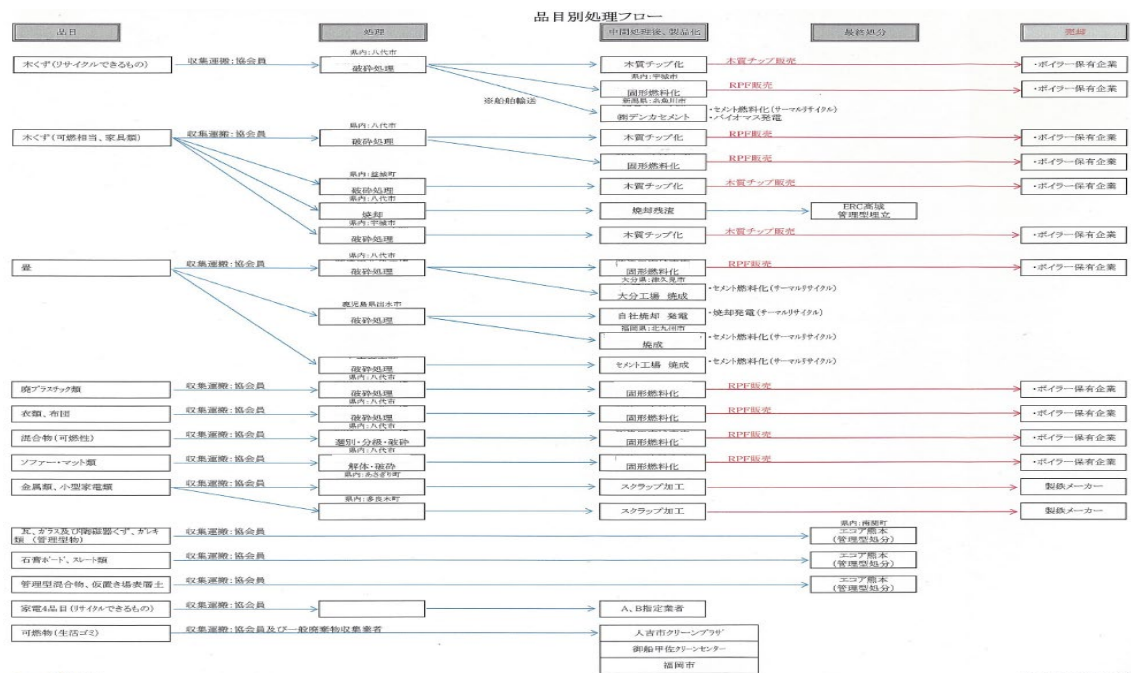 品目別処理フロー
品目 処理 中間処理後、製品化 最終処分 売却
県内：八代市
木くず(リサイクルできるもの) 収集運搬：協会員 破砕処理 木質チップ化 木質チップ販売 ・ボイラー保有企業
県内：宇城市
固形燃料化 RPF販売 ・ボイラー保有企業
※船舶輸送 新潟県：糸魚川市
㈱デンカセメント ・セメント燃料化(サーマルリサイクル)
・バイオマス発電
県内：八代市
木くず(可燃相当、家具類) 収集運搬：協会員 破砕処理 木質チップ化 RPF販売 ・ボイラー保有企業
固形燃料化 RPF販売 ・ボイラー保有企業
県内：益城町
破砕処理 木質チップ化 木質チップ販売 ・ボイラー保有企業
県内：八代市
焼却 焼却残渣 ERC高城
管理型埋立
県内：宇城市
破砕処理 木質チップ化 木質チップ販売 ・ボイラー保有企業
県内：八代市
畳 収集運搬：協会員 破砕処理 固形燃料化 RPF販売 ・ボイラー保有企業
大分県：津久見市
大分工場 焼成 ・セメント燃料化(サーマルリサイクル)
鹿児島県出水市
破砕処理 自社焼却 発電 ・焼却発電(サーマルリサイクル)
福岡県：北九州市
焼成 ・セメント燃料化(サーマルリサイクル)
破砕処理 セメント工場 焼成 ・セメント燃料化(サーマルリサイクル)
県内：八代市
廃プラスチック類 収集運搬：協会員 破砕処理 固形燃料化 RPF販売 ・ボイラー保有企業
県内：八代市
衣類、布団 収集運搬：協会員 破砕処理 固形燃料化 RPF販売 ・ボイラー保有企業
県内：八代市
混合物(可燃性) 収集運搬：協会員 選別・分級・破砕 固形燃料化 RPF販売 ・ボイラー保有企業
県内：八代市
ソファー・マット類 収集運搬：協会員 解体・破砕 固形燃料化 RPF販売 ・ボイラー保有企業
県内：あさぎり町
金属類、小型家電類 収集運搬：協会員 スクラップ加工 製鉄メーカー
県内：多良木町
スクラップ加工 製鉄メーカー
県内：南関町
瓦、ガラス及び陶磁器くず、ガレキ
類 (管理型物) 収集運搬：協会員 エコア熊本
(管理型処分)
石膏ボード、スレート類 収集運搬：協会員 エコア熊本
(管理型処分)
管理型混合物、仮置き場表層土 収集運搬：協会員 エコア熊本
(管理型処分)
家電4品目(リサイクルできるもの) 収集運搬：協会員 A、B指定業者
可燃物(生活ゴミ) 収集運搬：協会員及び一般廃棄物収集業者 人吉市クリーンプラザ
御船甲佐クリーンセンター
福岡市